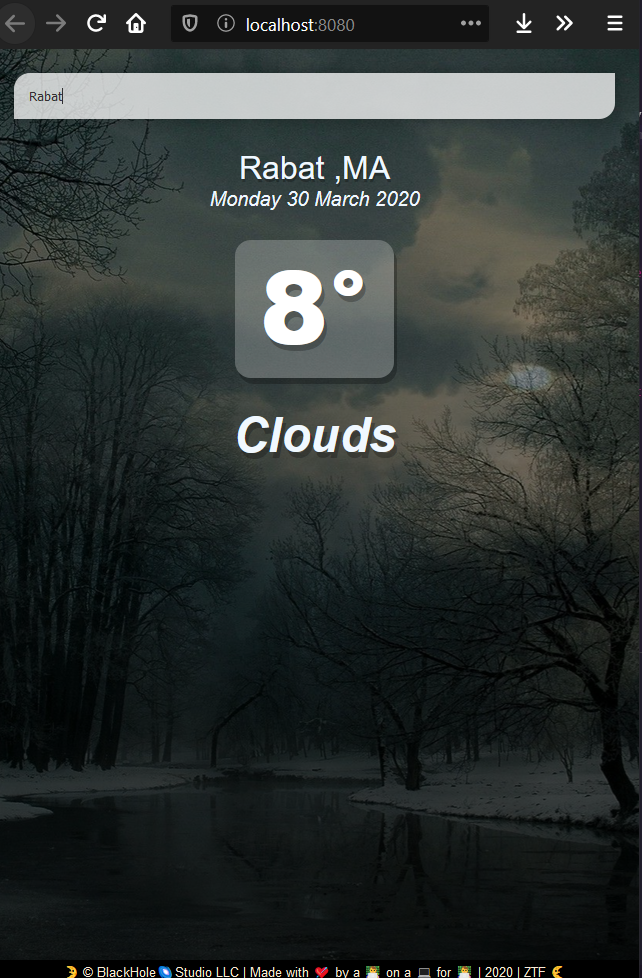 localhost:8080
Rabat
Rabat ,MA
Monday 30 March 2020
8°
Clouds
© BlackHole Studio LLC | Made with ❤ by a 👨‍💻 on a 💻 for 👨‍💻 | 2020 | ZTF